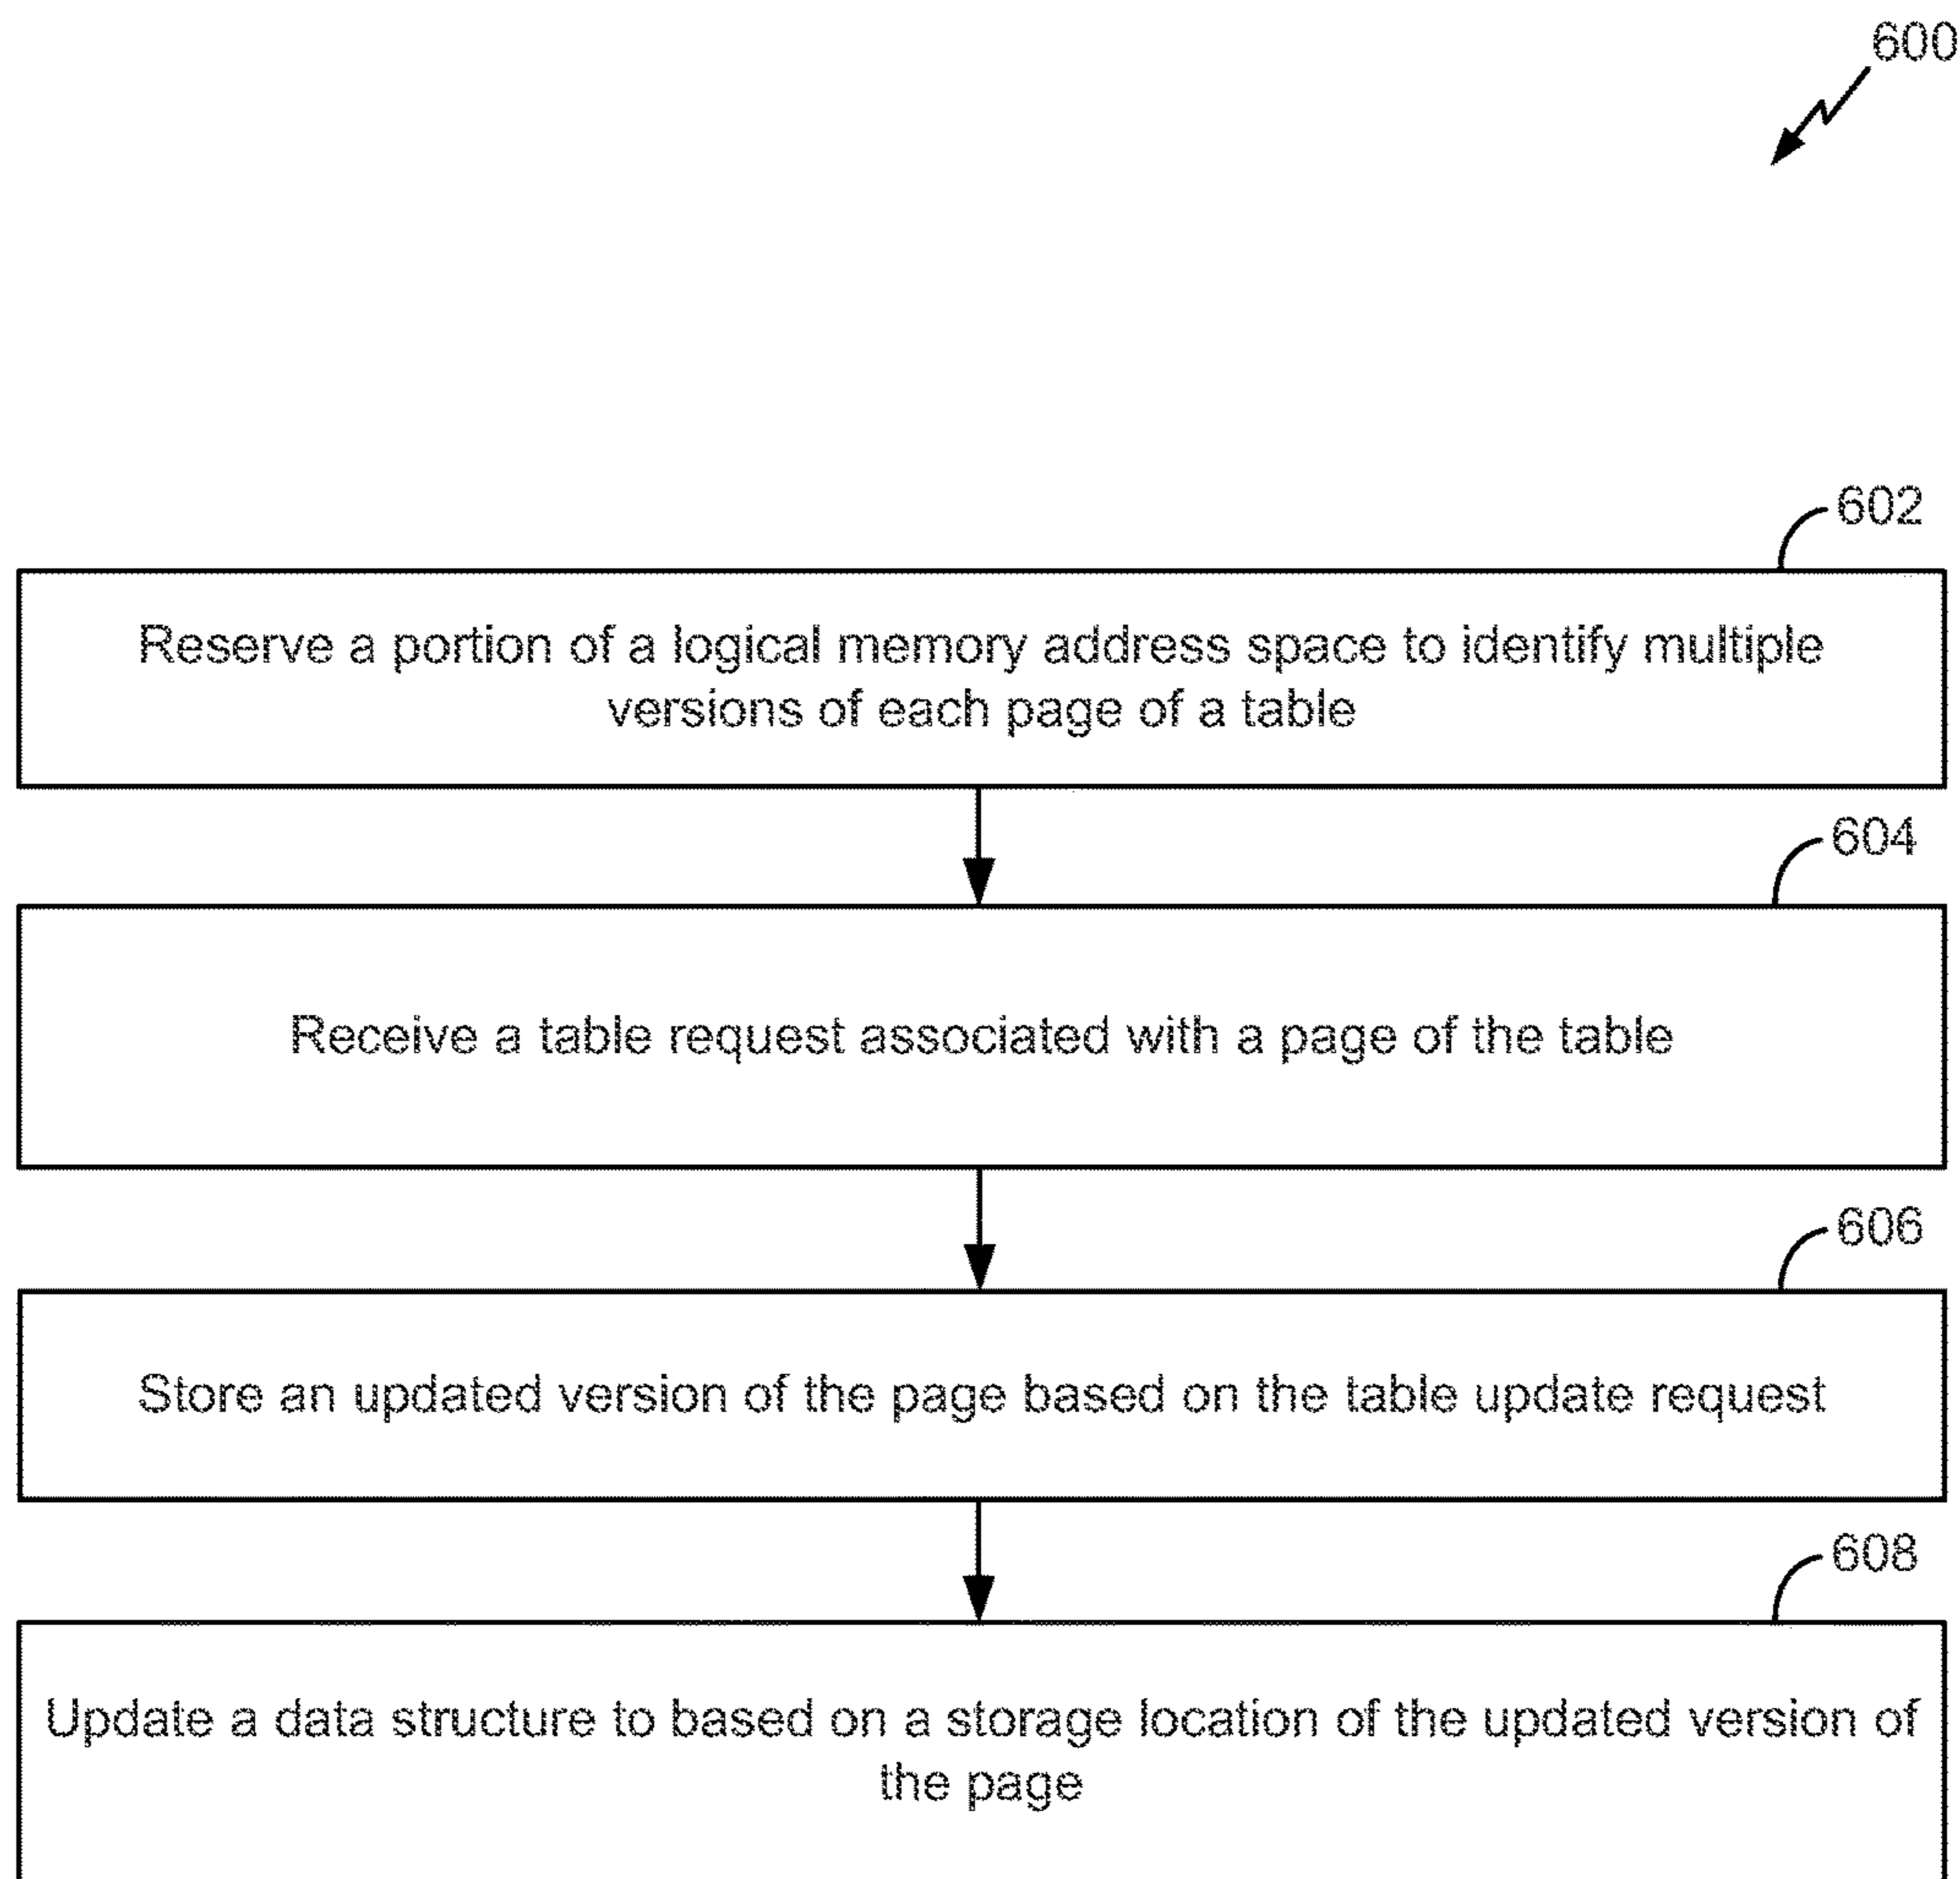 600
602
Reserve a portion of a logical memory address space to identify multiple
versions of each page of a table
604
Receive a table request associated with a page of the table
606
Store an updated version of the page based on the table update request
608
Update a data structure to based on a storage location of the updated version of
the page